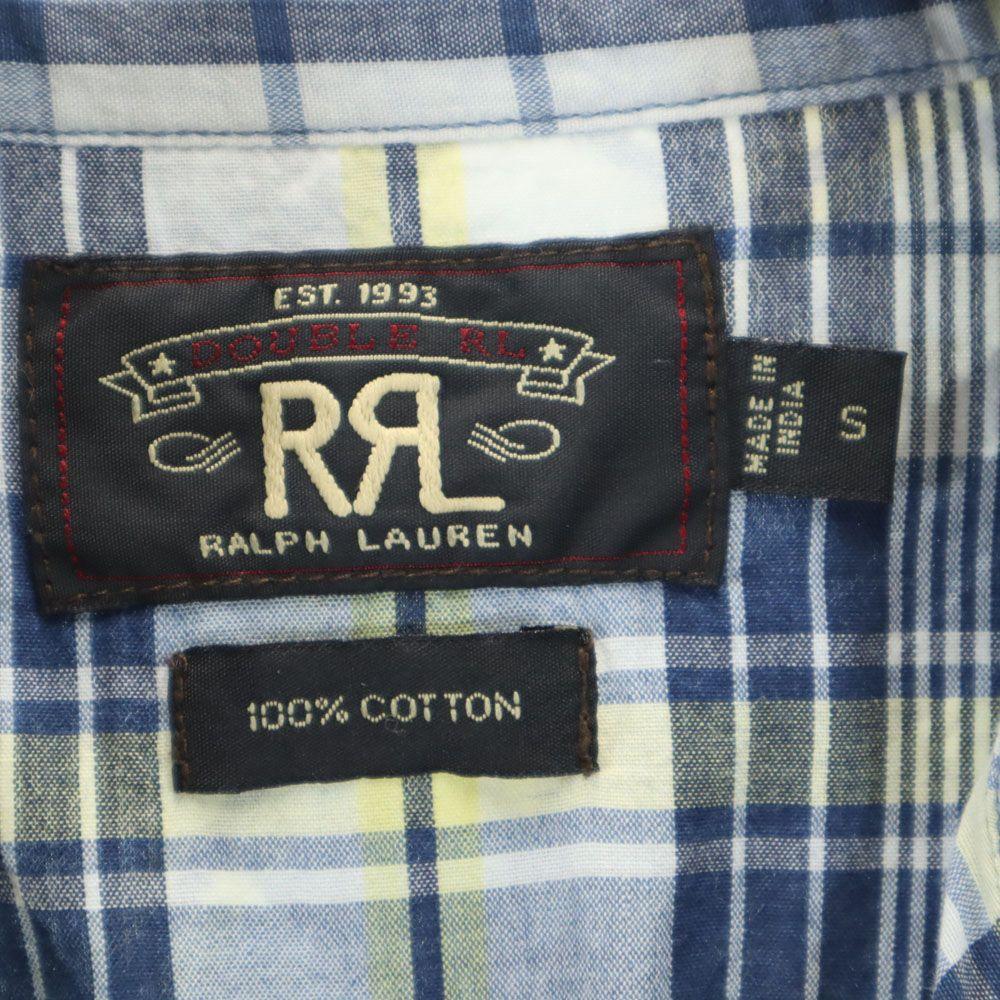 EST. 1993
DOUBLE RL
RRL
RALPH LAUREN
MADE IN
INDIA
S
100% COTTON